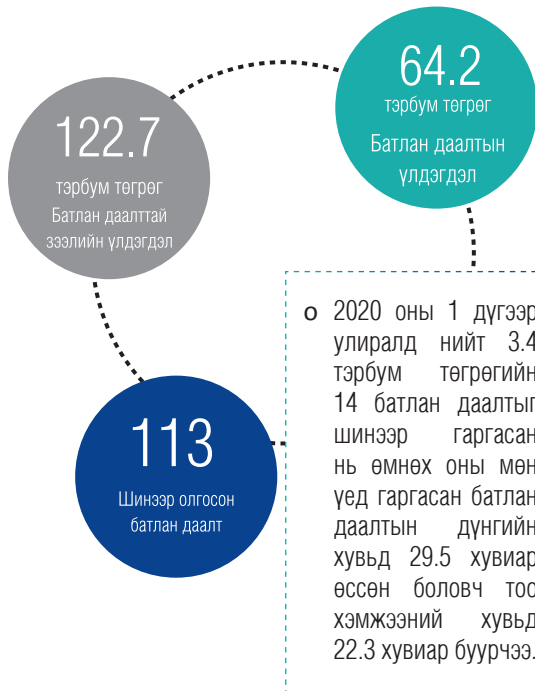 64.2
тэрбум төгрөг
Батлан даалтын
үлдэгдэл
122.7
тэрбум төгрөг
Батлан даалттай
зээлийн үлдэгдэл
113
Шинээр олгосон
батлан даалт
o 2020 оны 1 дүгээр
улиралд нийт 3.4
тэрбум төгрөгийн
14 батлан даалтыг
шинээр гаргасан
нь өмнөх оны мөн
үед гаргасан батлан
даалтын дүнгийн
хувьд 29.5 хувиар
өссөн боловч тоо
хэмжээний хувьд
22.3 хувиар буурчээ.